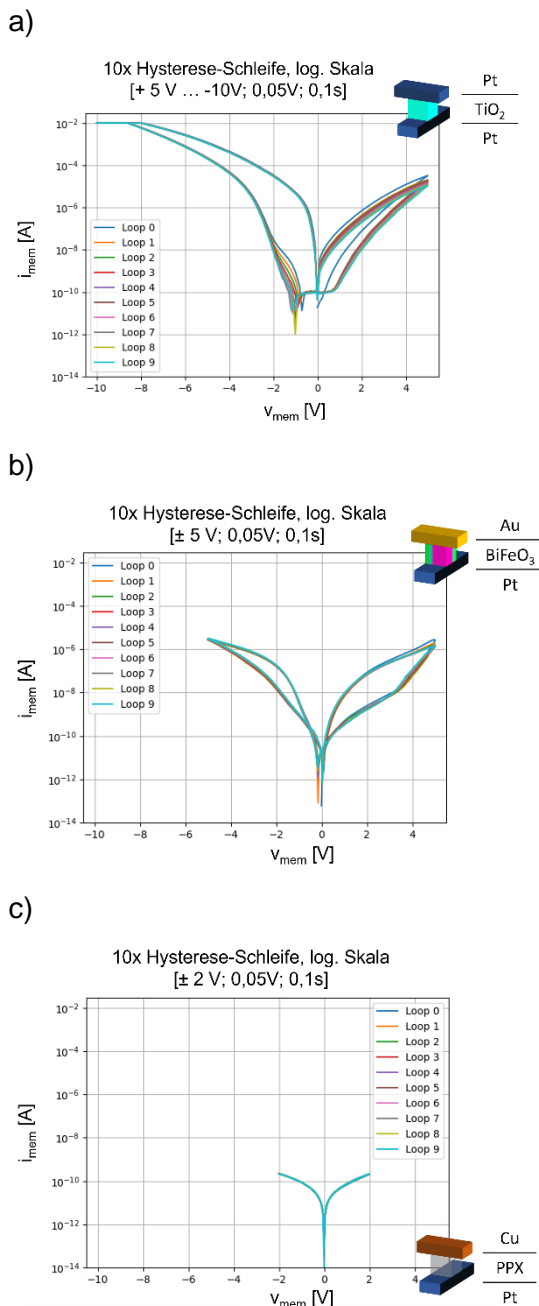 a)
10x Hysterese-Schleife, log. Skala
[+ 5 V ... -10V; 0,05V; 0,1s]
Pt
TiO2
Pt
10⁻²
10⁻⁴
10⁻⁶
10⁻⁸
10⁻¹⁰
10⁻¹²
10⁻¹⁴
i_mem [A]
Loop 0
Loop 1
Loop 2
Loop 3
Loop 4
Loop 5
Loop 6
Loop 7
Loop 8
Loop 9
−10 −8 −6 −4 −2 0 2 4
v_mem [V]
b)
10x Hysterese-Schleife, log. Skala
[± 5 V; 0,05V; 0,1s]
Au
BiFeO3
Pt
10⁻²
10⁻⁴
10⁻⁶
10⁻⁸
10⁻¹⁰
10⁻¹²
10⁻¹⁴
i_mem [A]
Loop 0
Loop 1
Loop 2
Loop 3
Loop 4
Loop 5
Loop 6
Loop 7
Loop 8
Loop 9
−10 −8 −6 −4 −2 0 2 4
v_mem [V]
c)
10x Hysterese-Schleife, log. Skala
[± 2 V; 0,05V; 0,1s]
10⁻²
10⁻⁴
10⁻⁶
10⁻⁸
10⁻¹⁰
10⁻¹²
10⁻¹⁴
i_mem [A]
Loop 0
Loop 1
Loop 2
Loop 3
Loop 4
Loop 5
Loop 6
Loop 7
Loop 8
Loop 9
−10 −8 −6 −4 −2 0 2 4
v_mem [V]
Cu
PPX
Pt